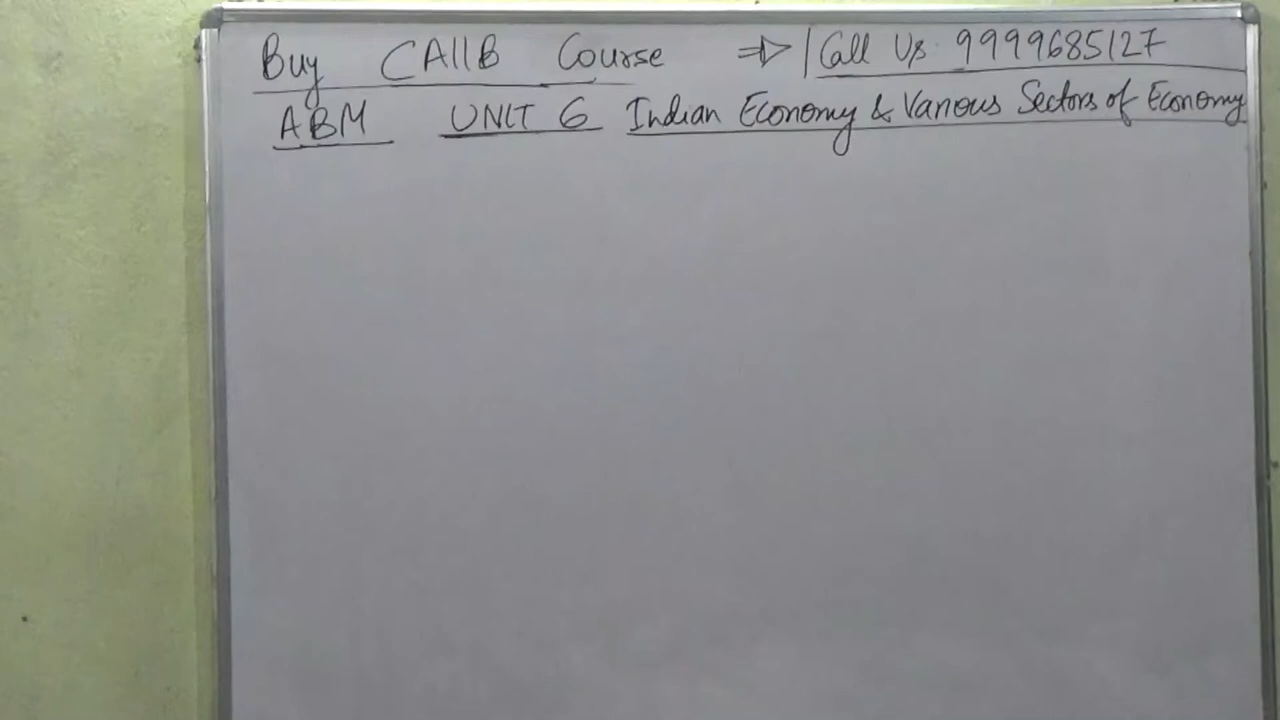 Buy CAIIB Course ⇒ | Call Us 9999685127
ABM UNIT 6 Indian Economy & Various Sectors of Economy